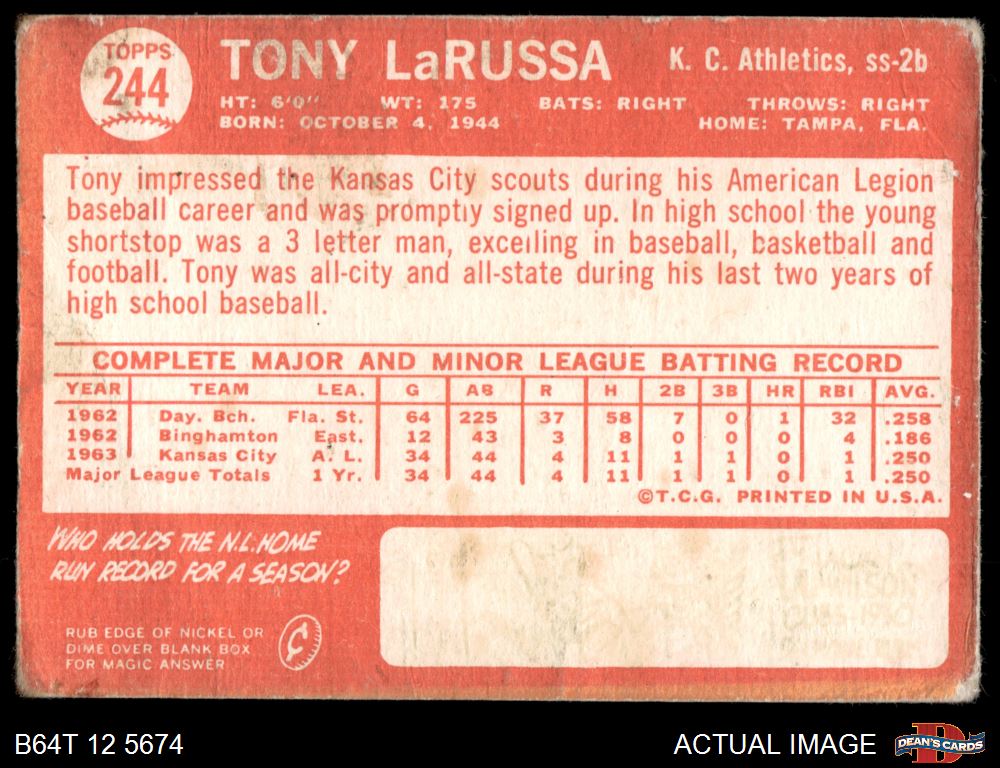 TOPPS
244
TONY LaRUSSA
K. C. Athletics, ss-2b
HT: 6'0" WT: 175 BATS: RIGHT THROWS: RIGHT
BORN: OCTOBER 4, 1944 HOME: TAMPA, FLA.
Tony impressed the Kansas City scouts during his American Legion
baseball career and was promptly signed up. In high school the young
shortstop was a 3 letter man, excelling in baseball, basketball and
football. Tony was all-city and all-state during his last two years of
high school baseball.
COMPLETE MAJOR AND MINOR LEAGUE BATTING RECORD
YEAR TEAM LEA. G AB R H 2B 3B HR RBI AVG.
1962 Day. Bch. Fla. St. 64 225 37 58 7 0 1 32 .258
1962 Binghamton East. 12 43 3 8 0 0 0 4 .186
1963 Kansas City A. L. 34 44 4 11 1 1 0 1 .250
Major League Totals 1 Yr. 34 44 4 11 1 1 0 1 .250
©T.C.G. PRINTED IN U.S.A.
WHO HOLDS THE N.L. HOME
RUN RECORD FOR A SEASON?
RUB EDGE OF NICKEL OR
DIME OVER BLANK BOX
FOR MAGIC ANSWER
B64T 12 5674
ACTUAL IMAGE
DEAN'S CARDS